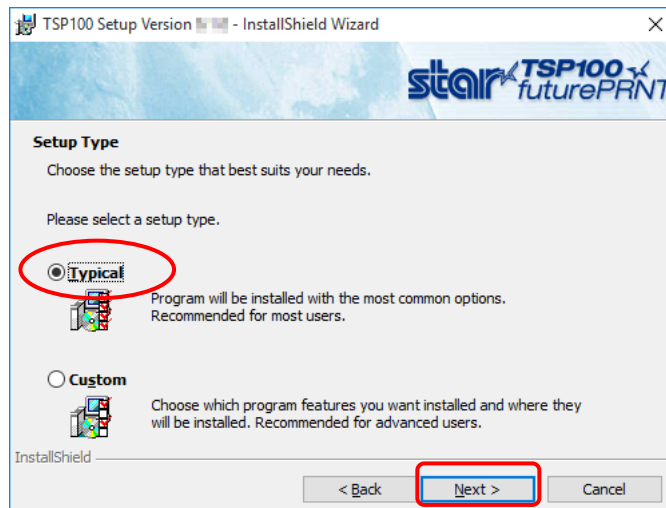 TSP100 Setup Version - InstallShield Wizard
star TSP100
futurePRNT
Setup Type
Choose the setup type that best suits your needs.
Please select a setup type.
Typical
Program will be installed with the most common options.
Recommended for most users.
Custom
Choose which program features you want installed and where they
will be installed. Recommended for advanced users.
InstallShield
< Back Next > Cancel